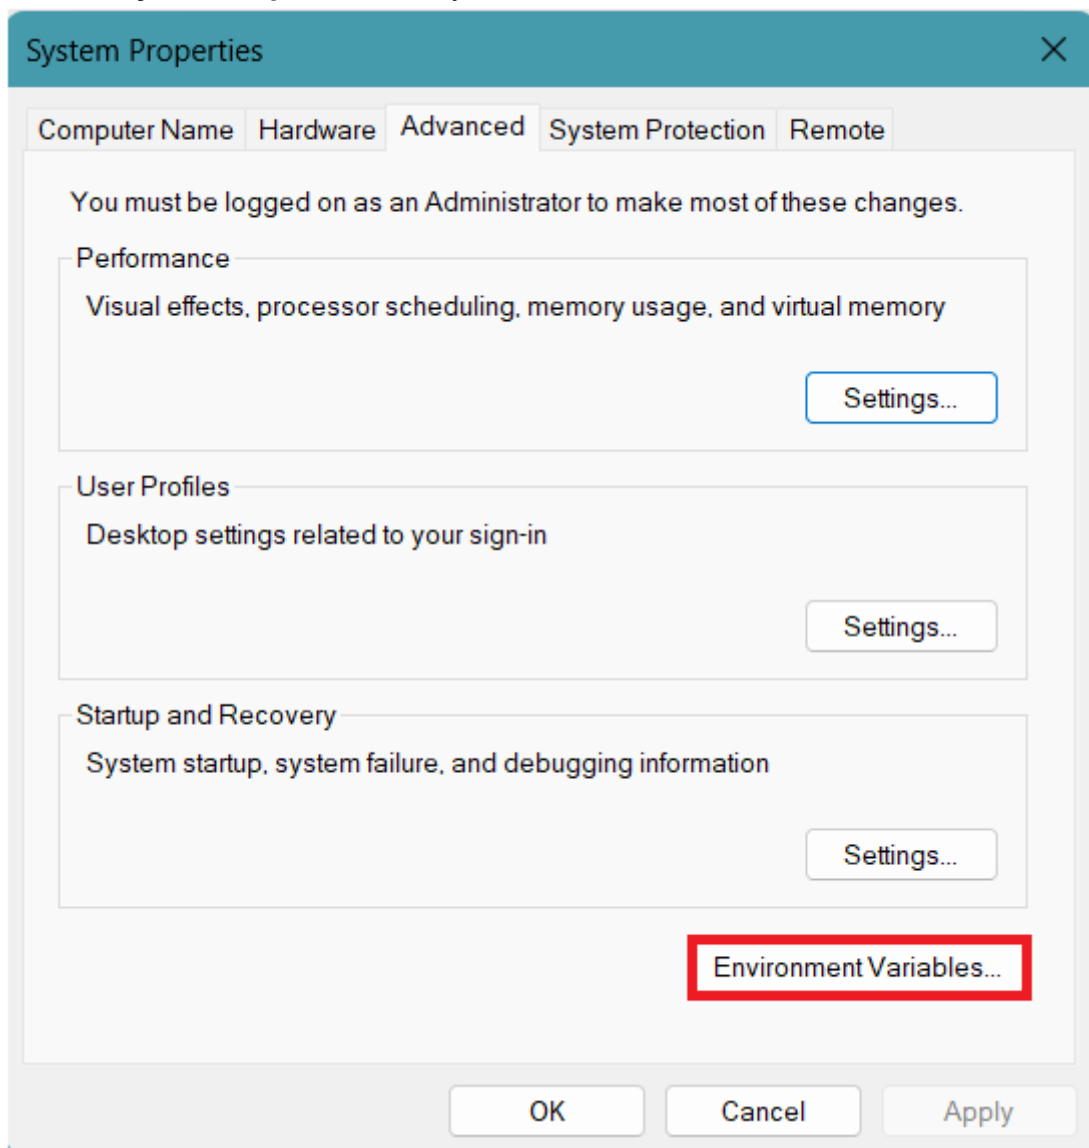 System Properties
Computer Name Hardware Advanced System Protection Remote
You must be logged on as an Administrator to make most of these changes.
Performance
Visual effects, processor scheduling, memory usage, and virtual memory
Settings...
User Profiles
Desktop settings related to your sign-in
Settings...
Startup and Recovery
System startup, system failure, and debugging information
Settings...
Environment Variables...
OK Cancel Apply